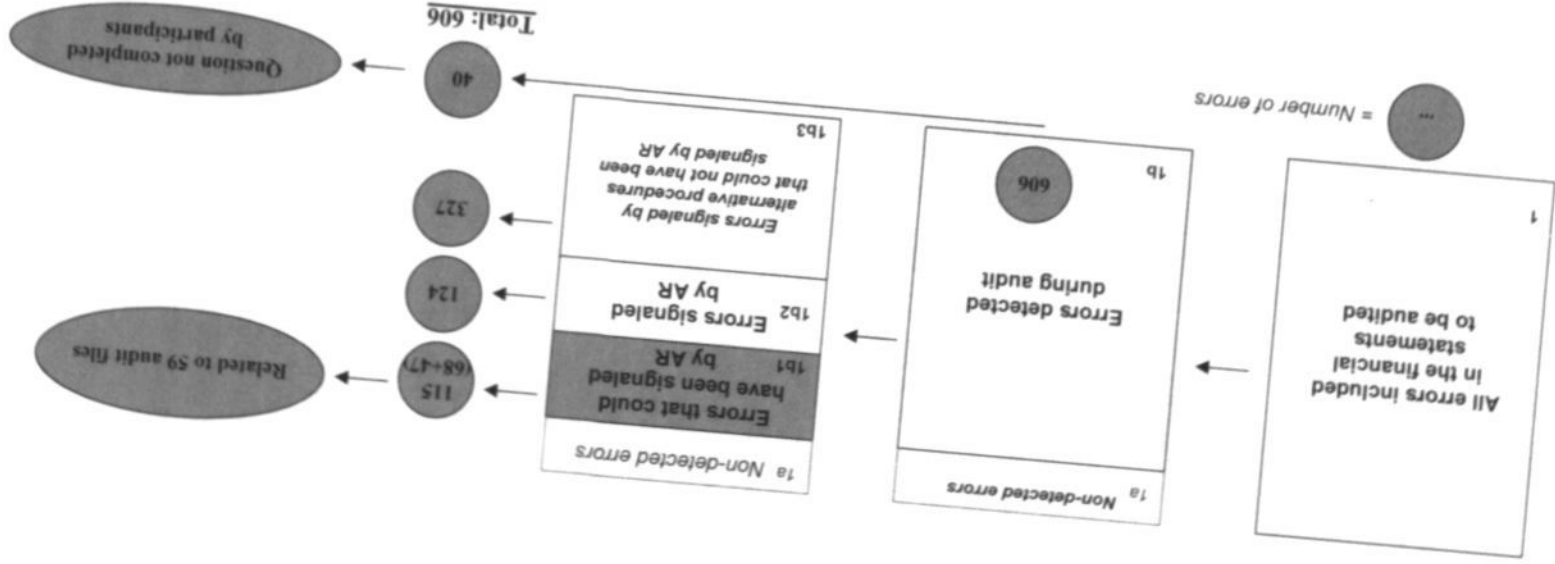 All errors included
in the financial
statements
to be audited
1
... = Number of errors
1a Non-detected errors
Errors detected
during audit
1b
606
1a Non-detected errors
Errors that could
have been signaled
by AR
1b1
Errors signaled
by AR
1b2
Errors signaled by
alternative procedures
that could not have been
signaled by AR
1b3
115
(68+47)
124
327
40
Total: 606
Related to 59 audit files
Question not completed
by participants